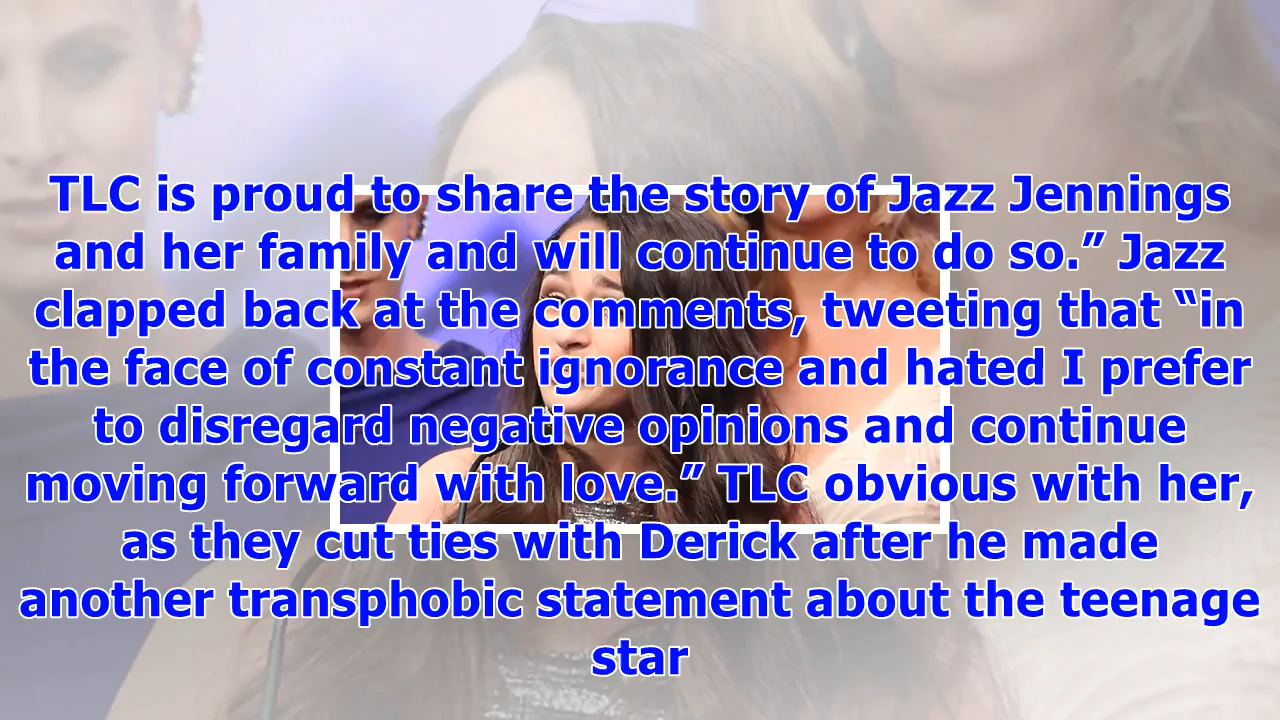 TLC is proud to share the story of Jazz Jennings
and her family and will continue to do so.” Jazz
clapped back at the comments, tweeting that “in
the face of constant ignorance and hated I prefer
to disregard negative opinions and continue
moving forward with love.” TLC obvious with her,
as they cut ties with Derick after he made
another transphobic statement about the teenage
star